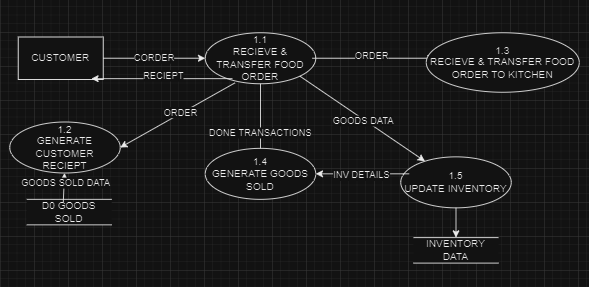 CUSTOMER
CORDER
RECIEPT
1.1
RECIEVE &
TRANSFER FOOD
ORDER
ORDER
1.3
RECIEVE & TRANSFER FOOD
ORDER TO KITCHEN
ORDER
1.2
GENERATE
CUSTOMER
RECIEPT
GOODS SOLD DATA
D0 GOODS
SOLD
DONE TRANSACTIONS
GOODS DATA
1.4
GENERATE GOODS
SOLD
INV DETAILS
1.5
UPDATE INVENTORY
INVENTORY
DATA